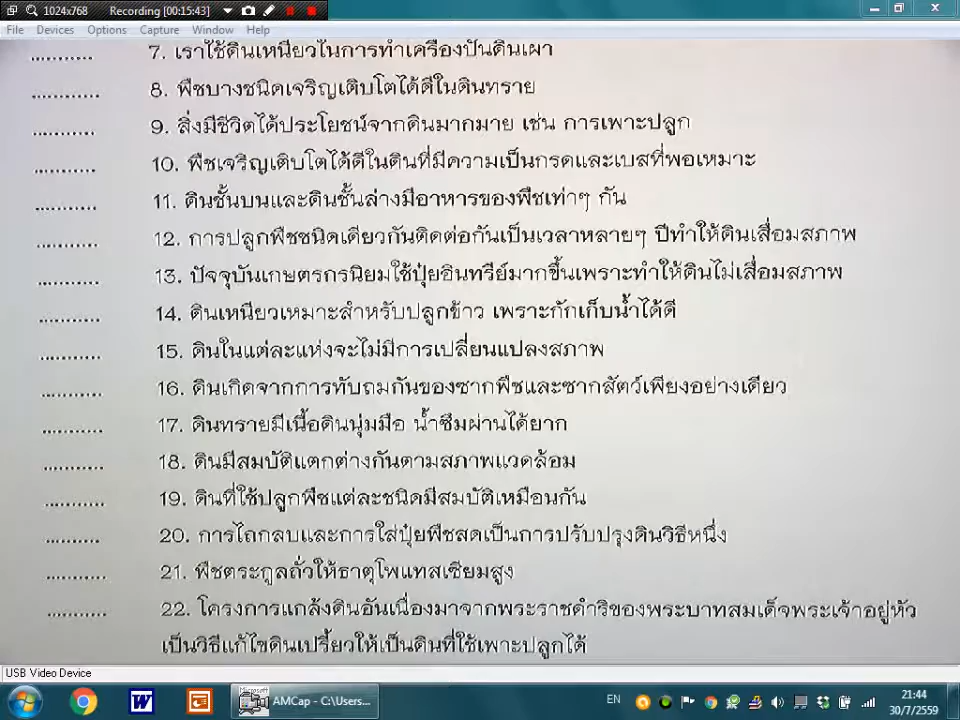 1024x768 Recording [00:15:43]
File Devices Options Capture Window Help
........... 7. เราใช้ดินเหนียวในการทำเครื่องปั้นดินเผา
............ 8. พืชบางชนิดเจริญเติบโตได้ดีในดินทราย
........... 9. สิ่งมีชีวิตได้ประโยชน์จากดินมากมาย เช่น การเพาะปลูก
........... 10. พืชเจริญเติบโตได้ดีในดินที่มีความเป็นกรดและเบสที่พอเหมาะ
........... 11. ดินชั้นบนและดินชั้นล่างมีอาหารของพืชเท่าๆ กัน
........... 12. การปลูกพืชชนิดเดียวกันติดต่อกันเป็นเวลาหลายๆ ปีทำให้ดินเสื่อมสภาพ
........... 13. ปัจจุบันเกษตรกรนิยมใช้ปุ๋ยอินทรีย์มากขึ้นเพราะทำให้ดินไม่เสื่อมสภาพ
........... 14. ดินเหนียวเหมาะสำหรับปลูกข้าว เพราะกักเก็บน้ำได้ดี
........... 15. ดินในแต่ละแห่งจะไม่มีการเปลี่ยนแปลงสภาพ
........... 16. ดินเกิดจากการทับถมกันของซากพืชและซากสัตว์เพียงอย่างเดียว
........... 17. ดินทรายมีเนื้อดินนุ่มมือ น้ำซึมผ่านได้ยาก
........... 18. ดินมีสมบัติแตกต่างกันตามสภาพแวดล้อม
........... 19. ดินที่ใช้ปลูกพืชแต่ละชนิดมีสมบัติเหมือนกัน
.......... 20. การไถกลบและการใส่ปุ๋ยพืชสดเป็นการปรับปรุงดินวิธีหนึ่ง
........... 21. พืชตระกูลถั่วให้ธาตุโพแทสเซียมสูง
........... 22. โครงการแกล้งดินอันเนื่องมาจากพระราชดำริของพระบาทสมเด็จพระเจ้าอยู่หัว
เป็นวิธีแก้ไขดินเปรี้ยวให้เป็นดินที่ใช้เพาะปลูกได้
USB Video Device
Microsoft
AMCap - C:\Users...
EN
21:44
30/7/2559